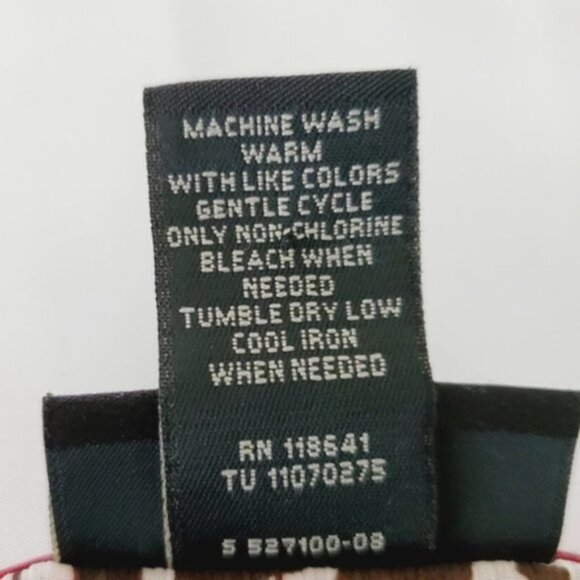 MACHINE WASH
WARM
WITH LIKE COLORS
GENTLE CYCLE
ONLY NON-CHLORINE
BLEACH WHEN
NEEDED
TUMBLE DRY LOW
COOL IRON
WHEN NEEDED
RN 118641
TU 11070275
S 527100-08